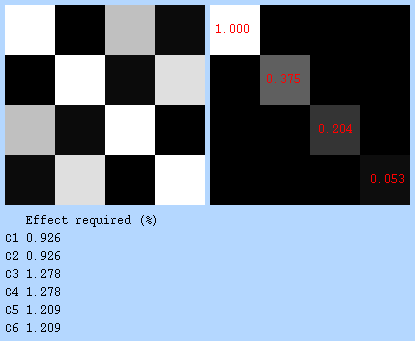 1.000
0.375
0.204
0.053
Effect required (%)
C1 0.926
C2 0.926
C3 1.278
C4 1.278
C5 1.209
C6 1.209